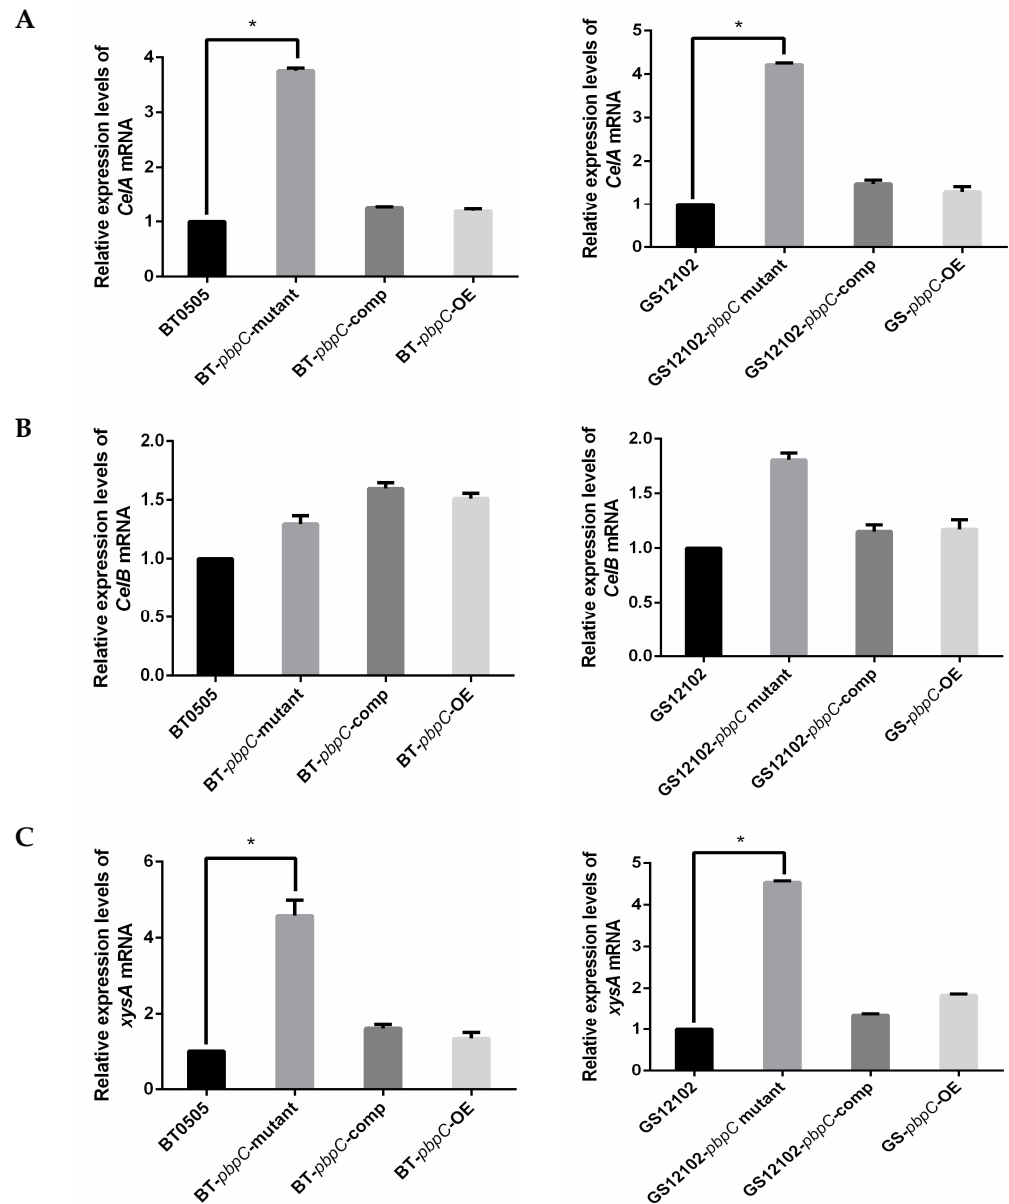 A
Relative expression levels of
CelA mRNA
4
3
2
1
0
*
BT0505
BT-pbpC-mutant
BT-pbpC-comp
BT-pbpC-OE
Relative expression levels of
CelA mRNA
5
4
3
2
1
0
*
GS12102
GS12102-pbpC mutant
GS12102-pbpC-comp
GS-pbpC-OE
B
Relative expression levels of
CelB mRNA
2.0
1.5
1.0
0.5
0.0
BT0505
BT-pbpC-mutant
BT-pbpC-comp
BT-pbpC-OE
Relative expression levels of
CelB mRNA
2.0
1.5
1.0
0.5
0.0
GS12102
GS12102-pbpC mutant
GS12102-pbpC-comp
GS-pbpC-OE
C
Relative expression levels of
xysA mRNA
6
4
2
0
*
BT0505
BT-pbpC-mutant
BT-pbpC-comp
BT-pbpC-OE
Relative expression levels of
xysA mRNA
5
4
3
2
1
0
*
GS12102
GS12102-pbpC mutant
GS12102-pbpC-comp
GS-pbpC-OE